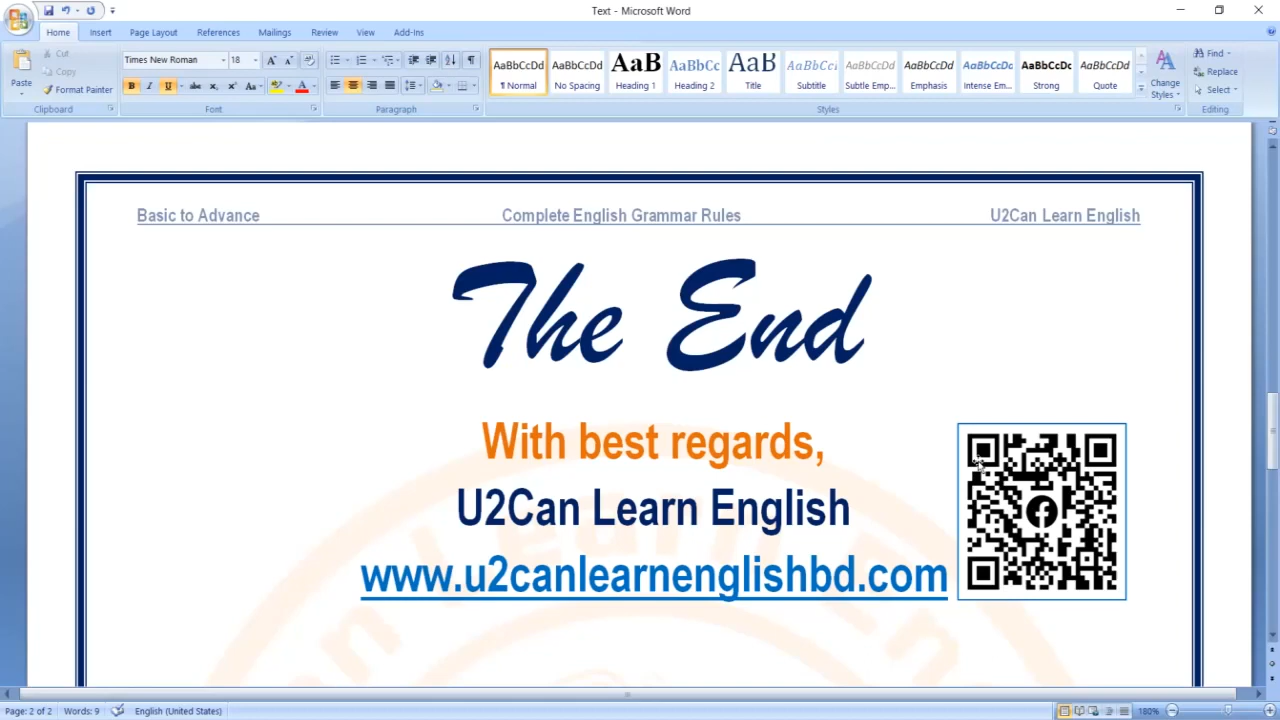 Text - Microsoft Word
Home Insert Page Layout References Mailings Review View Add-Ins
Cut
Copy
Paste
Format Painter
Times New Roman 18
AaBbCcDd AaBbCcDd AaB AaBbCc AaB AaBbCci AaBbCcDd AaBbCcDd AaBbCcDd AaBbCcDc AaBbCcDd
¶ Normal No Spacing Heading 1 Heading 2 Title Subtitle Subtle Emp... Emphasis Intense Em... Strong Quote
Change Styles
Find
Replace
Select
Clipboard Font Paragraph Styles Editing
Basic to Advance Complete English Grammar Rules U2Can Learn English
The End
With best regards,
U2Can Learn English
www.u2canlearnenglishbd.com
Page: 2 of 2 Words: 9 English (United States) 180%